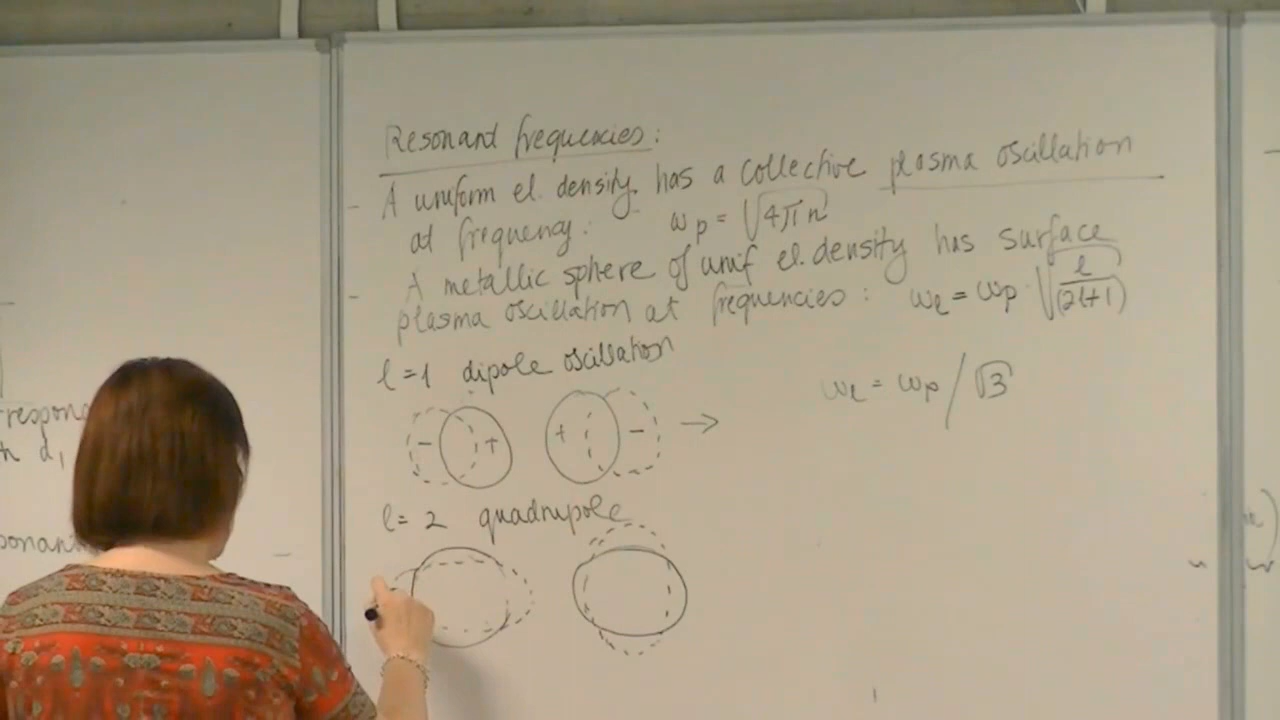 Resonant frequencies:
- A uniform el. density has a collective plasma oscillation
at frequency: ωp = √4πn
- A metallic sphere of unif el. density has surface
plasma oscillation at frequencies: ωℓ = ωp · √ℓ/(2ℓ+1)
ℓ=1 dipole oscillation
ωℓ = ωp / √3
- + + - →
ℓ=2 quadrupole